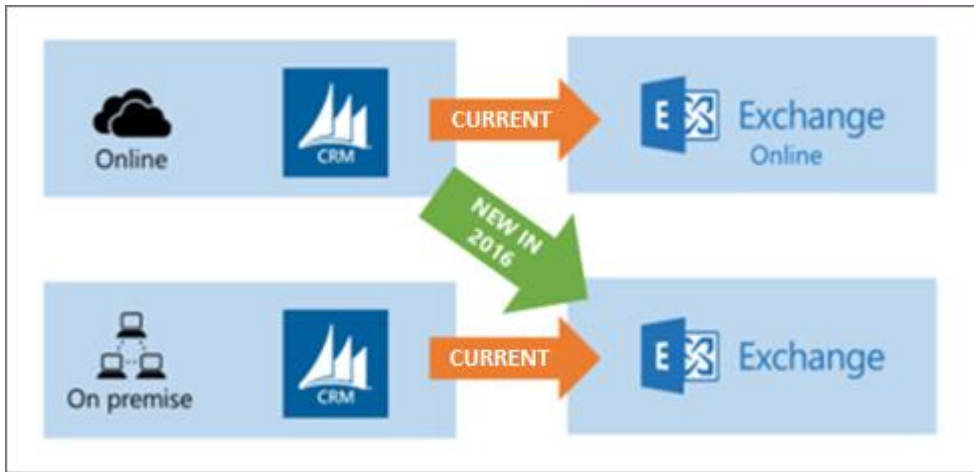 Online
CRM
CURRENT
E Exchange
Online
NEW IN
2016
On premise
CRM
CURRENT
E Exchange